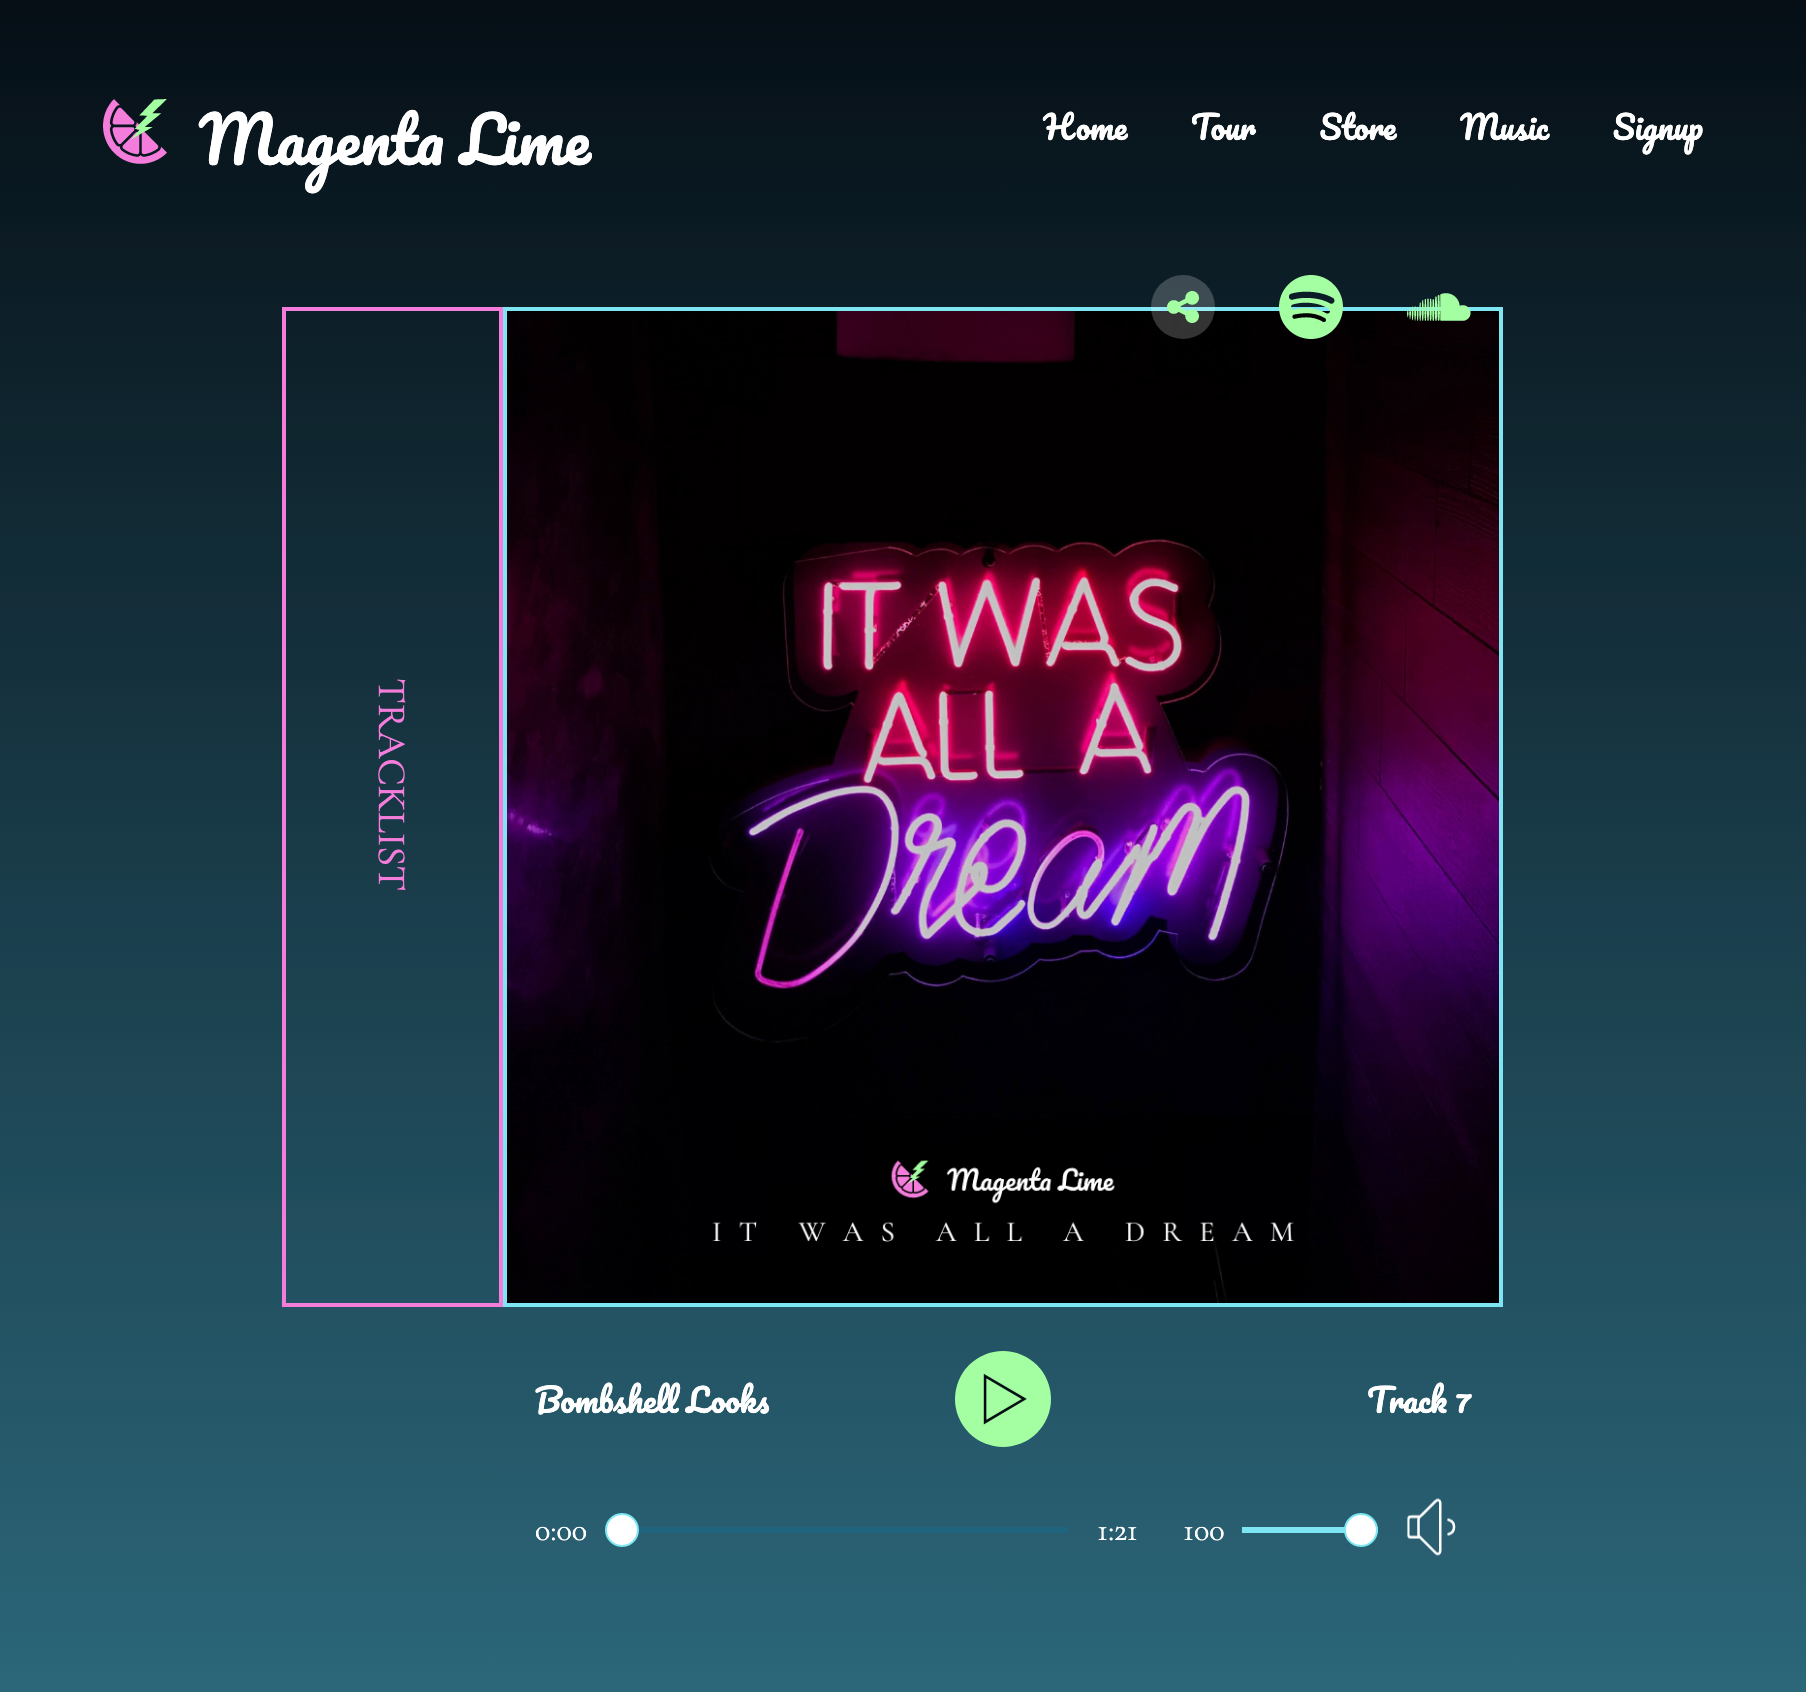 Magenta Lime
Home Tour Store Music Signup
TRACKLIST
IT WAS
ALL A
Dream
Magenta Lime
IT WAS ALL A DREAM
Bombshell Looks
Track 7
0:00 1:21 100